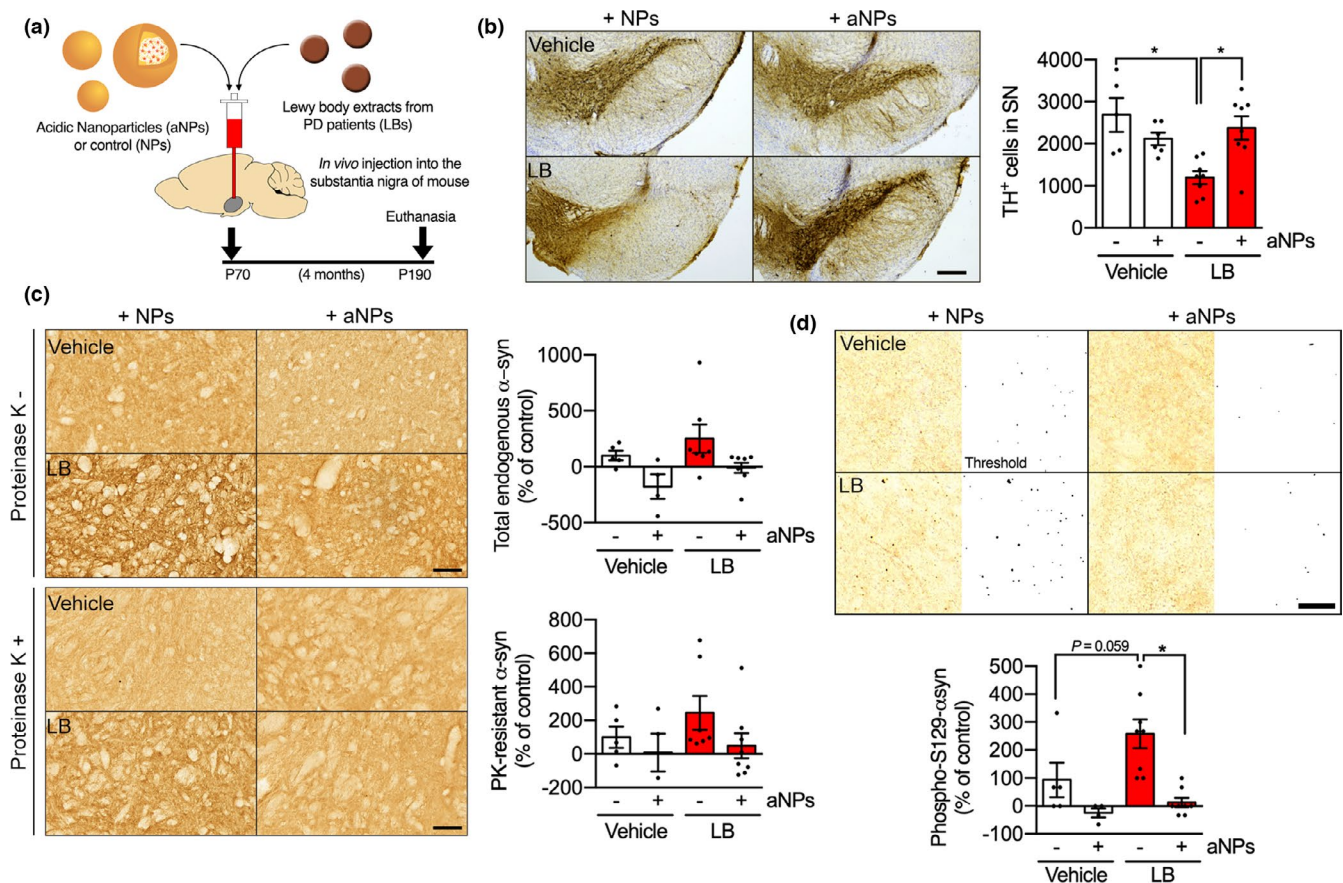 (a)
Acidic Nanoparticles (aNPs)
or control (NPs)
Lewy body extracts from
PD patients (LBs)
In vivo injection into the
substantia nigra of mouse
Euthanasia
P70
(4 months)
P190
(b)
+ NPs
+ aNPs
Vehicle
LB
TH+ cells in SN
4000
3000
2000
1000
0
*
*
- + - + aNPs
Vehicle
LB
(c)
+ NPs
+ aNPs
Proteinase K -
Vehicle
LB
Proteinase K +
Vehicle
LB
Total endogenous α–syn
(% of control)
1000
500
0
-500
- + - + aNPs
Vehicle
LB
PK-resistant α-syn
(% of control)
800
600
400
200
0
-200
- + - + aNPs
Vehicle
LB
(d)
+ NPs
+ aNPs
Vehicle
Threshold
LB
Phospho-S129-αsyn
(% of control)
500
400
300
200
100
0
-100
P = 0.059
*
- + - + aNPs
Vehicle
LB